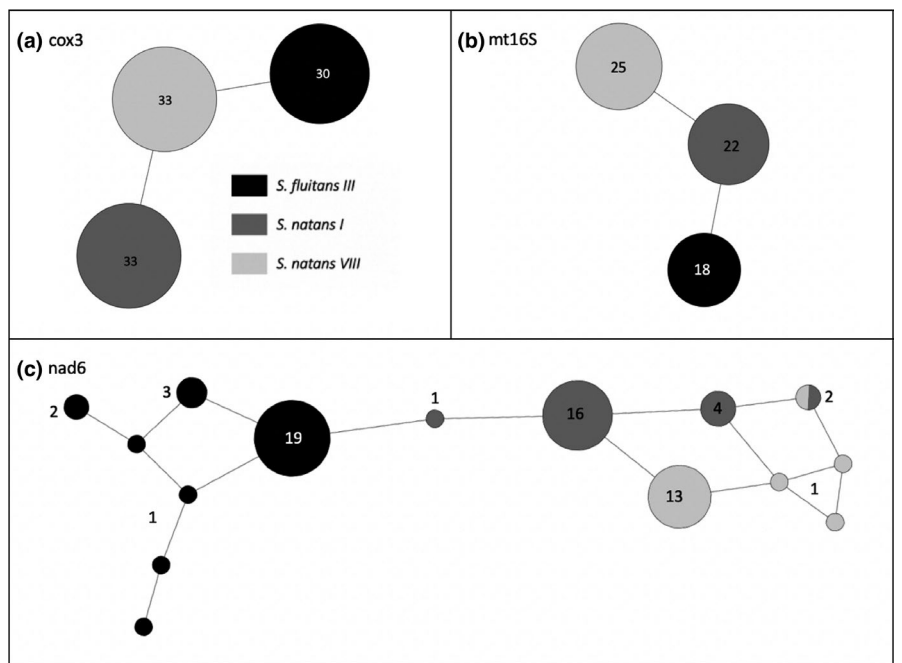 (a) cox3
30
33
33
S. fluitans III
S. natans I
S. natans VIII
(b) mt16S
25
22
18
(c) nad6
2
3
19
1
1
16
4
2
13
1